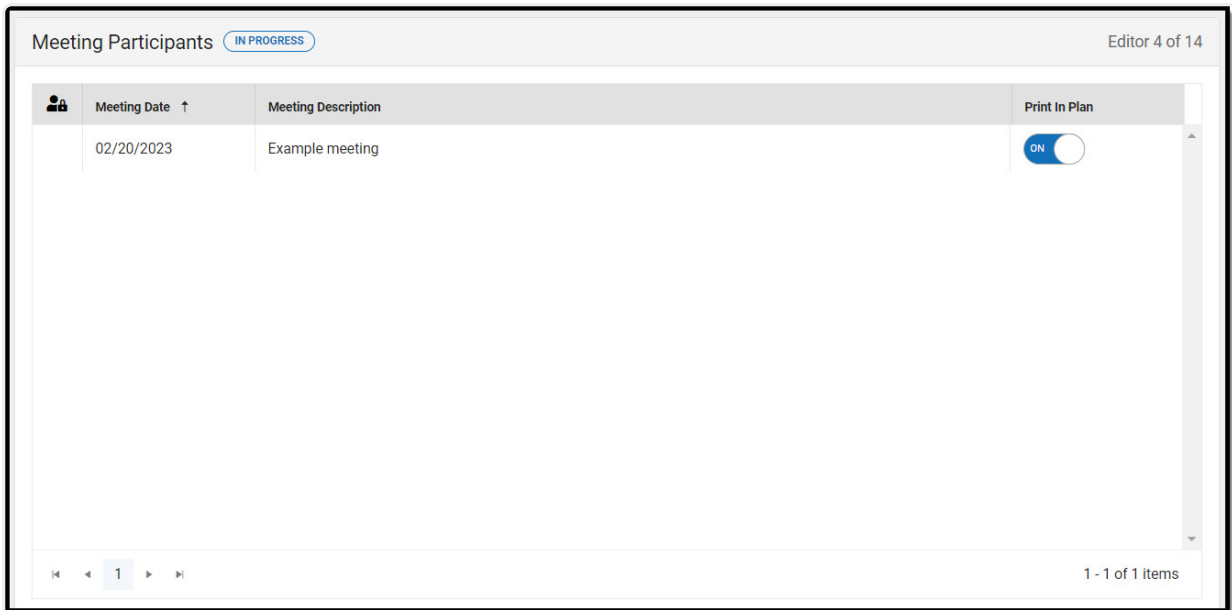 Meeting Participants IN PROGRESS Editor 4 of 14
Meeting Date ↑ Meeting Description Print In Plan
02/20/2023 Example meeting ON
1 1 - 1 of 1 items